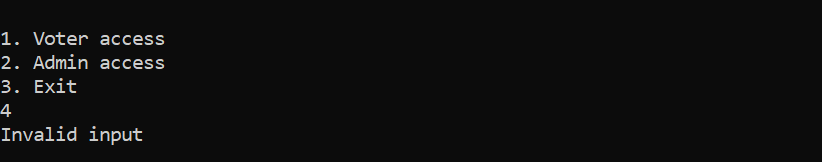 1. Voter access
2. Admin access
3. Exit
4
Invalid input